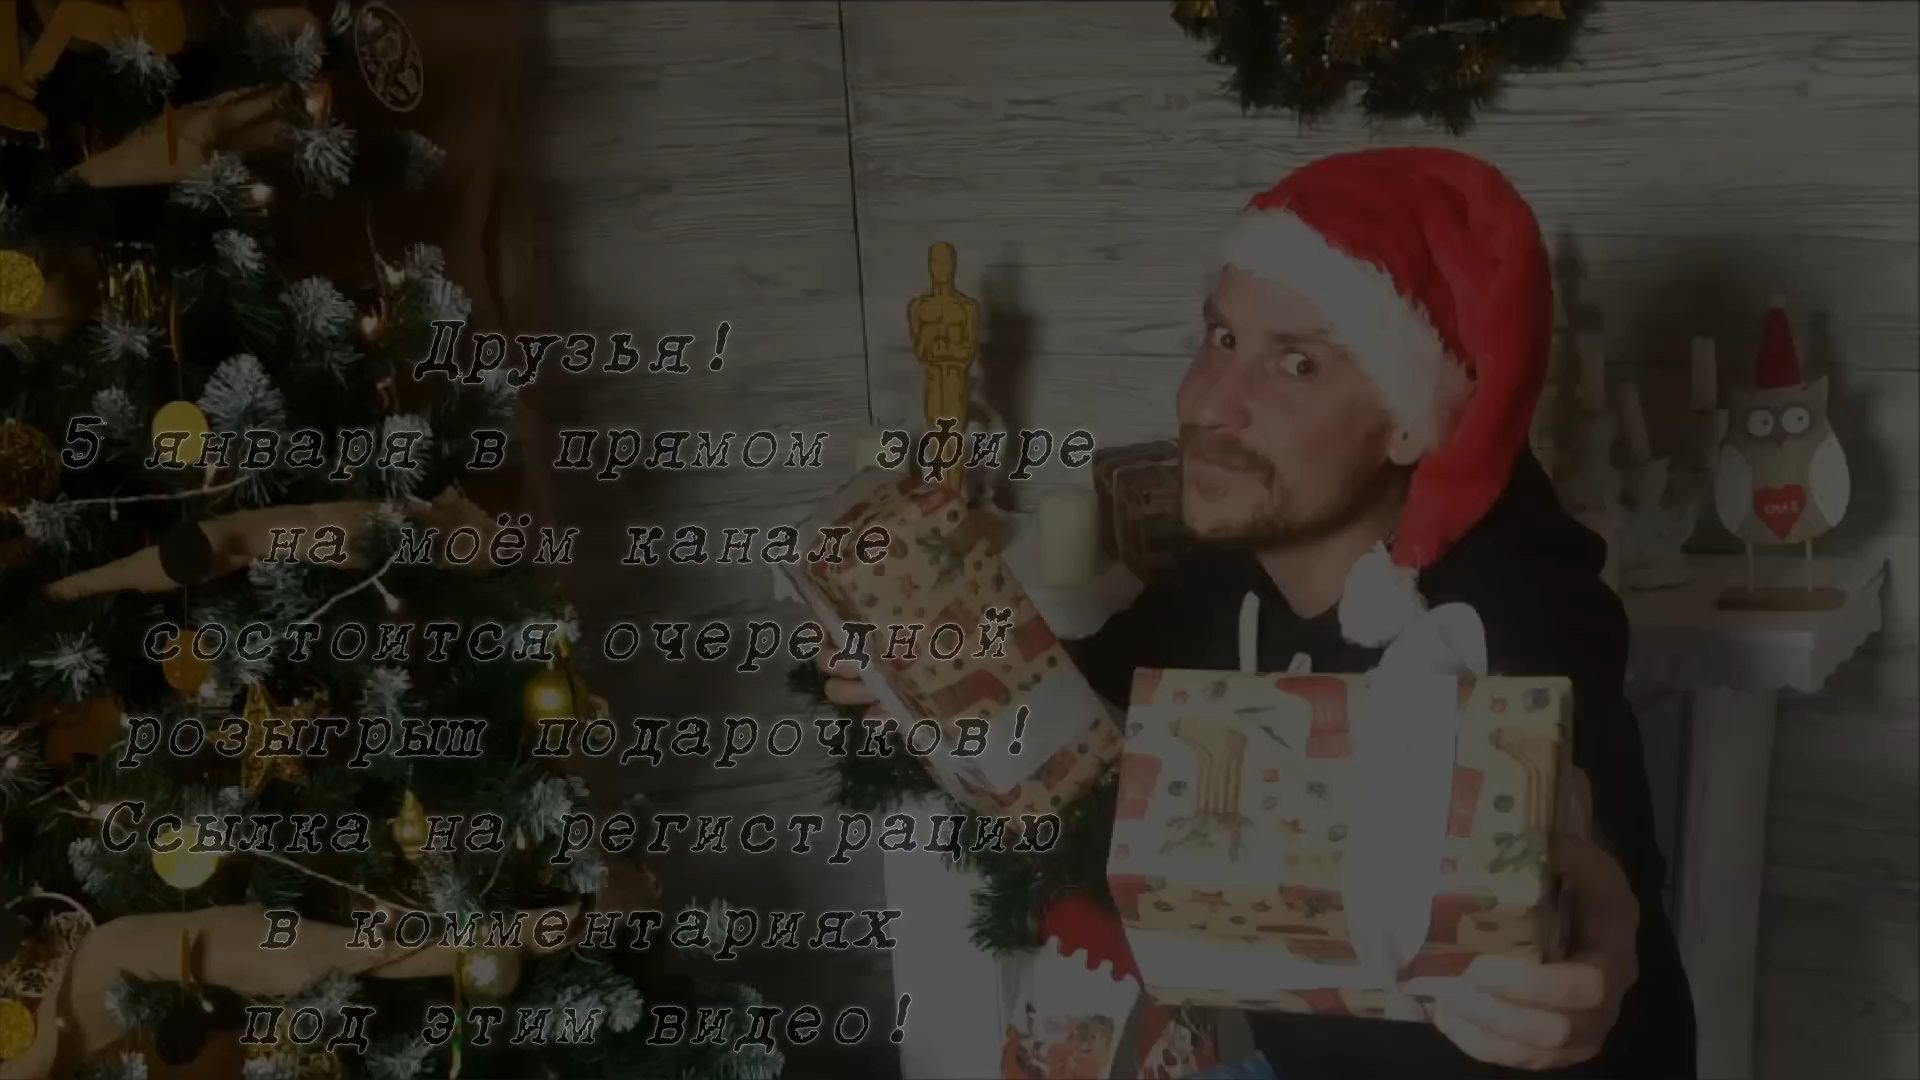 Друзья!
5 января в прямом эфире
на моём канале
состоится очередной
розыгрыш подарочков!
Ссылка на регистрацию
в комментариях
под этим видео!